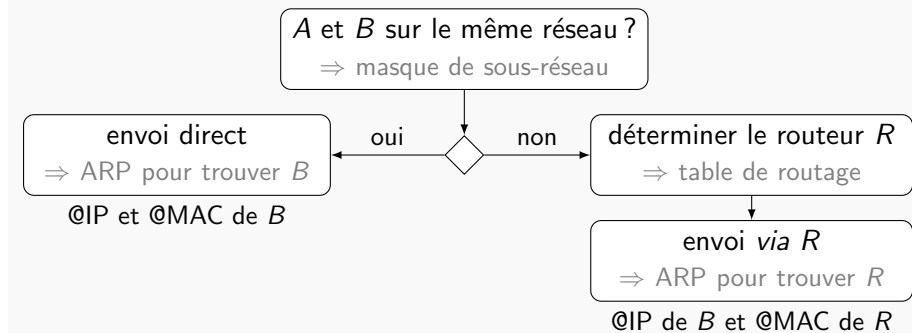 A et B sur le même réseau ?
⇒ masque de sous-réseau
oui
non
envoi direct
⇒ ARP pour trouver B
@IP et @MAC de B
déterminer le routeur R
⇒ table de routage
envoi via R
⇒ ARP pour trouver R
@IP de B et @MAC de R